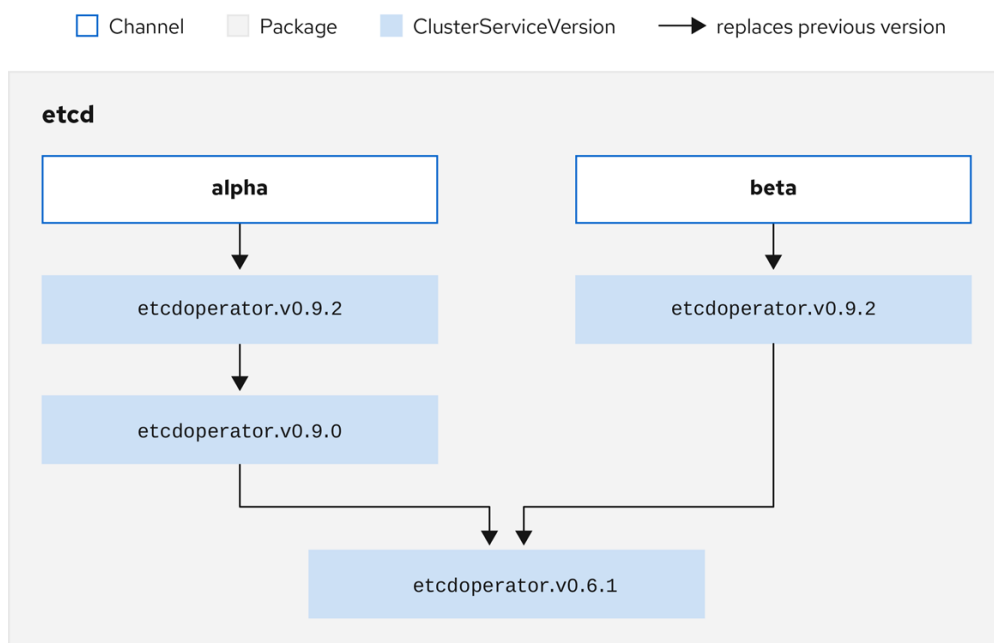 Channel Package ClusterServiceVersion replaces previous version
etcd
alpha beta
etcdoperator.v0.9.2 etcdoperator.v0.9.2
etcdoperator.v0.9.0
etcdoperator.v0.6.1